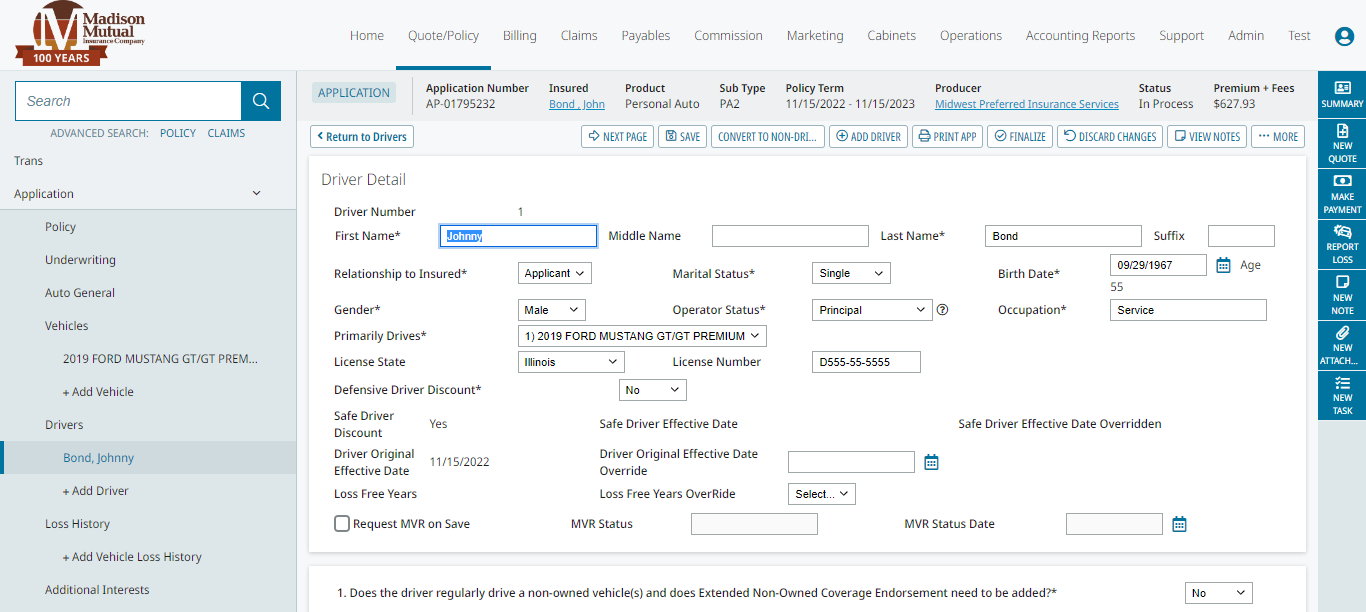 Madison
Mutual
Insurance Company
100 YEARS
Home Quote/Policy Billing Claims Payables Commission Marketing Cabinets Operations Accounting Reports Support Admin Test
Search
ADVANCED SEARCH: POLICY CLAIMS
Trans
Application
Policy
Underwriting
Auto General
Vehicles
2019 FORD MUSTANG GT/GT PREM...
+ Add Vehicle
Drivers
Bond, Johnny
+ Add Driver
Loss History
+ Add Vehicle Loss History
Additional Interests
APPLICATION
Application Number Insured Product Sub Type Policy Term Producer Status Premium + Fees
AP-01795232 Bond , John Personal Auto PA2 11/15/2022 - 11/15/2023 Midwest Preferred Insurance Services In Process $627.93
Return to Drivers NEXT PAGE SAVE CONVERT TO NON-DRI... ADD DRIVER PRINT APP FINALIZE DISCARD CHANGES VIEW NOTES MORE
Driver Detail
Driver Number 1
First Name* Johnny Middle Name Last Name* Bond Suffix
Relationship to Insured* Applicant Marital Status* Single Birth Date* 09/29/1967 Age
55
Gender* Male Operator Status* Principal Occupation* Service
Primarily Drives* 1) 2019 FORD MUSTANG GT/GT PREMIUM
License State Illinois License Number D555-55-5555
Defensive Driver Discount* No
Safe Driver
Discount
Yes Safe Driver Effective Date Safe Driver Effective Date Overridden
Driver Original
Effective Date
11/15/2022
Driver Original Effective Date
Override
Loss Free Years Loss Free Years OverRide Select...
Request MVR on Save MVR Status MVR Status Date
1. Does the driver regularly drive a non-owned vehicle(s) and does Extended Non-Owned Coverage Endorsement need to be added?* No
SUMMARY
NEW
QUOTE
MAKE
PAYMENT
REPORT
LOSS
NEW
NOTE
NEW
ATTACH...
NEW
TASK